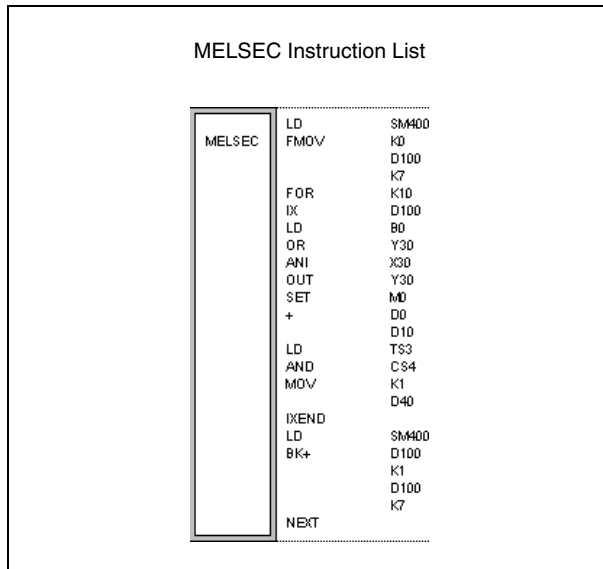 MELSEC Instruction List
MELSEC
LD SM400
FMOV K0
D100
K7
FOR K10
IX D100
LD B0
OR Y30
ANI X30
OUT Y30
SET M0
+ D0
D10
LD TS3
AND CS4
MOV K1
D40
IXEND
LD SM400
BK+ D100
K1
D100
K7
NEXT